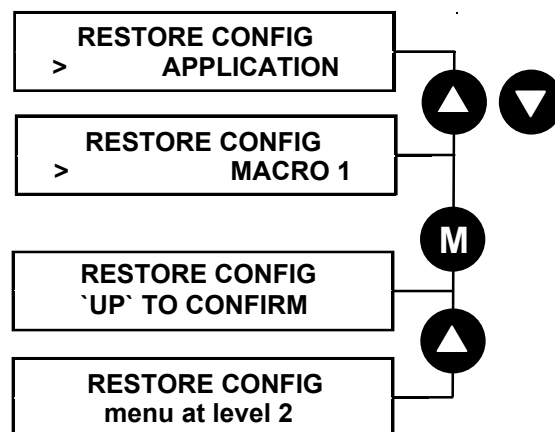 RESTORE CONFIG
> APPLICATION
RESTORE CONFIG
> MACRO 1
M
RESTORE CONFIG
`UP` TO CONFIRM
RESTORE CONFIG
menu at level 2